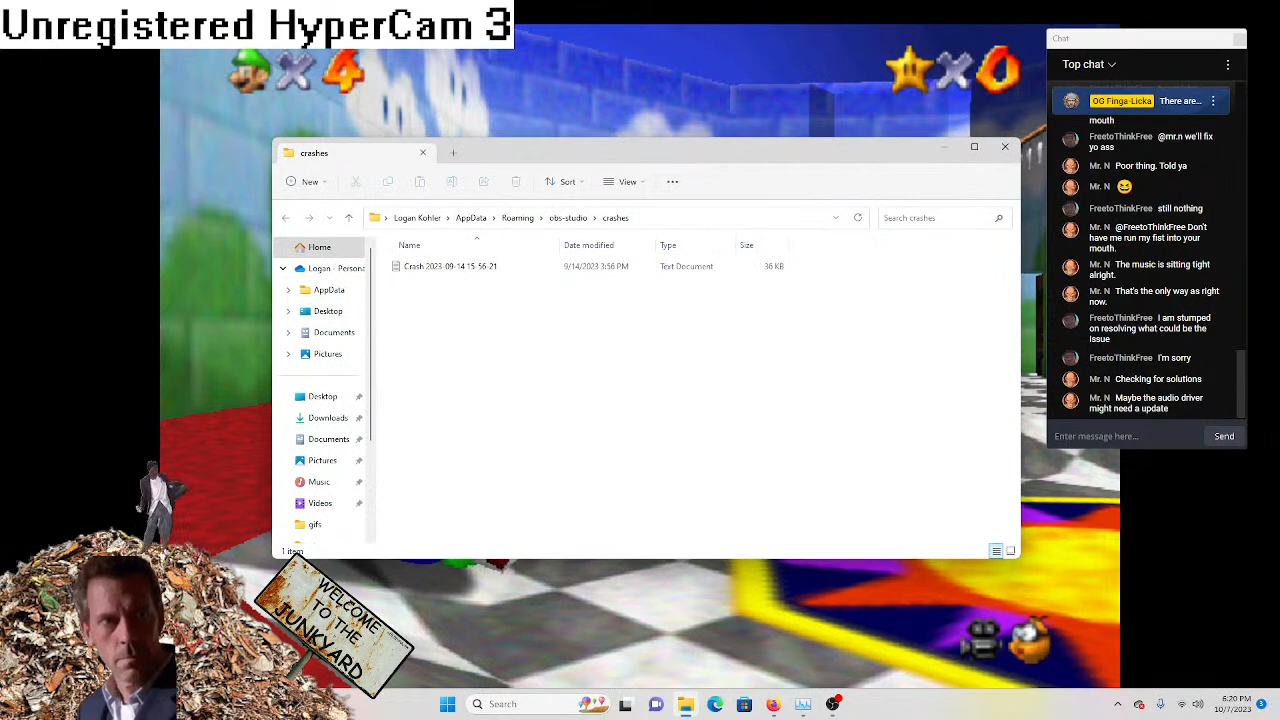 Unregistered HyperCam 3
x 4
x 0
crashes
New
Sort
View
Logan Kohler
AppData
Roaming
obs-studio
crashes
Search crashes
Home
Logan - Persona
AppData
Desktop
Documents
Pictures
Desktop
Downloads
Documents
Pictures
Music
Videos
gifs
Name
Date modified
Type
Size
Crash 2023-09-14 15-56-21
9/14/2023 3:56 PM
Text Document
36 KB
1 item
Chat
Top chat
OG Finga-Licka There are...
mouth
FreetoThinkFree @mr.n we'll fix
yo ass
Mr. N Poor thing. Told ya
Mr. N 😆
FreetoThinkFree still nothing
Mr. N @FreetoThinkFree Don't
have me run my fist into your
mouth.
Mr. N The music is sitting tight
alright.
Mr. N That's the only way as right
now.
FreetoThinkFree I am stumped
on resolving what could be the
issue
FreetoThinkFree I'm sorry
Mr. N Checking for solutions
Mr. N Maybe the audio driver
might need a update
Enter message here...
Send
WELCOME
TO THE
JUNKYARD
Search
6:20 PM
10/7/2023
3